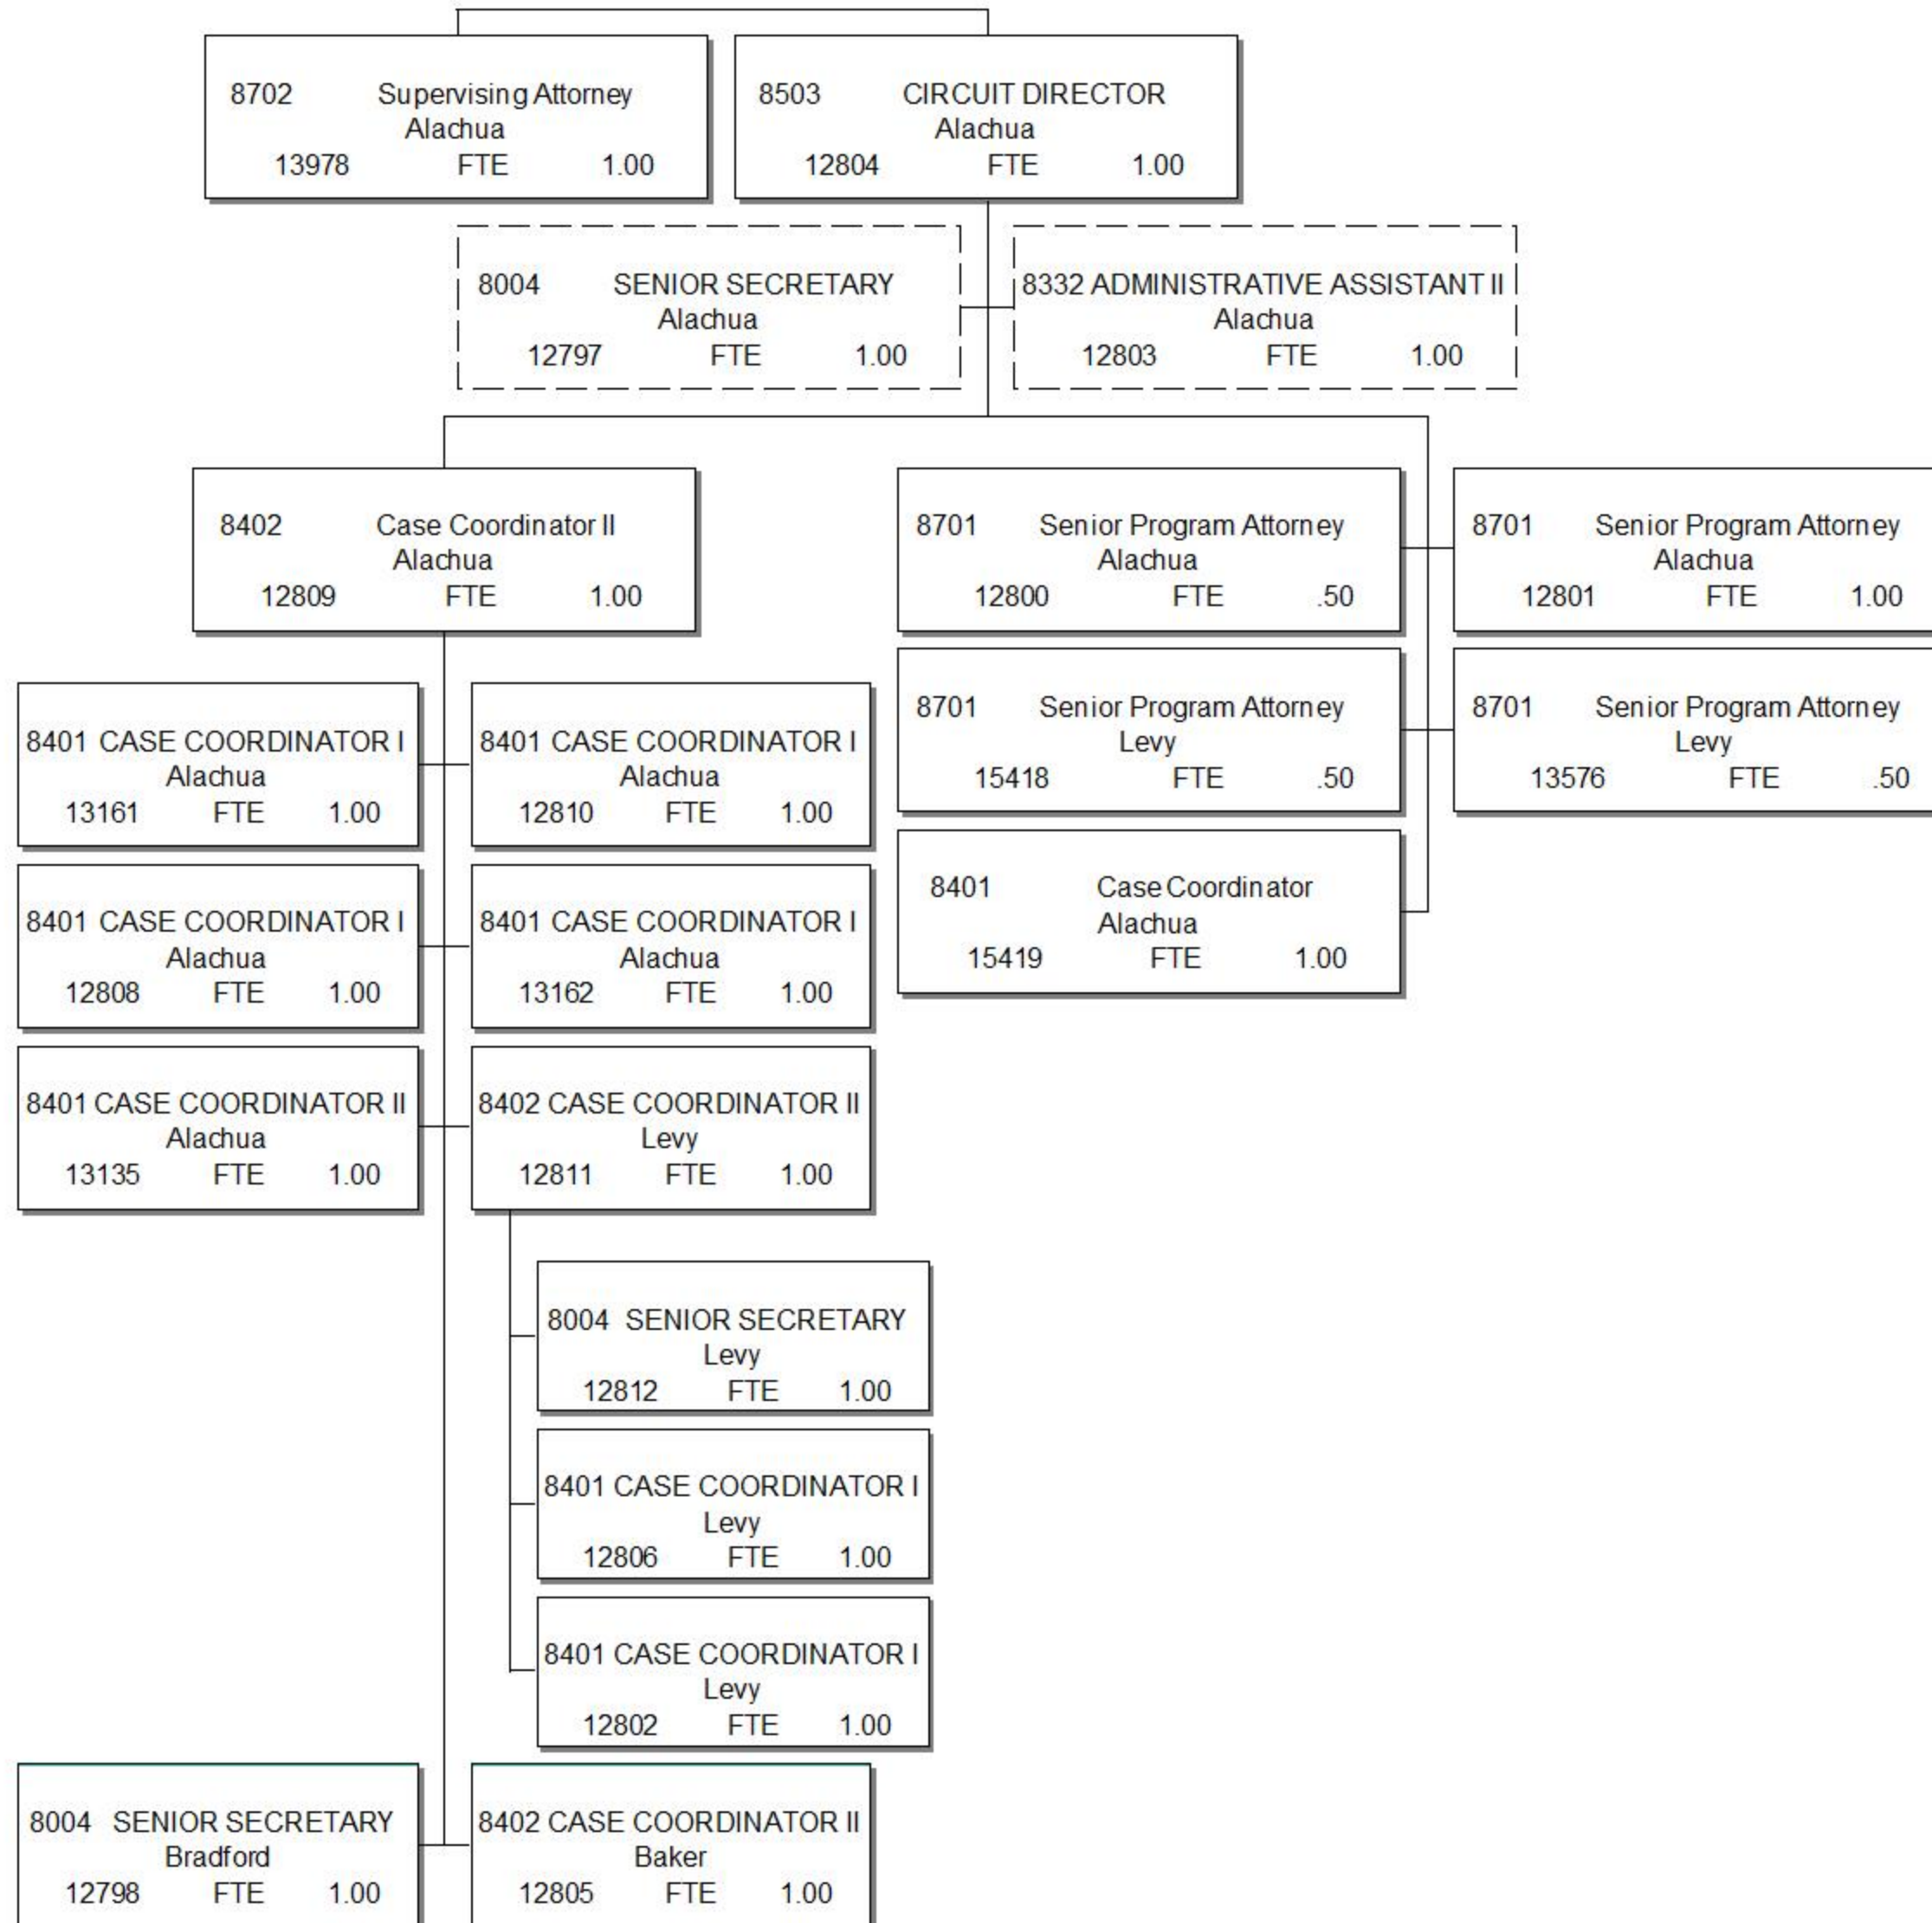 8702 Supervising Attorney
Alachua
13978 FTE 1.00
8503 CIRCUIT DIRECTOR
Alachua
12804 FTE 1.00
8004 SENIOR SECRETARY
Alachua
12797 FTE 1.00
8332 ADMINISTRATIVE ASSISTANT II
Alachua
12803 FTE 1.00
8402 Case Coordinator II
Alachua
12809 FTE 1.00
8701 Senior Program Attorney
Alachua
12800 FTE .50
8701 Senior Program Attorney
Alachua
12801 FTE 1.00
8701 Senior Program Attorney
Levy
15418 FTE .50
8701 Senior Program Attorney
Levy
13576 FTE .50
8401 Case Coordinator
Alachua
15419 FTE 1.00
8401 CASE COORDINATOR I
Alachua
13161 FTE 1.00
8401 CASE COORDINATOR I
Alachua
12810 FTE 1.00
8401 CASE COORDINATOR I
Alachua
12808 FTE 1.00
8401 CASE COORDINATOR I
Alachua
13162 FTE 1.00
8401 CASE COORDINATOR II
Alachua
13135 FTE 1.00
8402 CASE COORDINATOR II
Levy
12811 FTE 1.00
8004 SENIOR SECRETARY
Levy
12812 FTE 1.00
8401 CASE COORDINATOR I
Levy
12806 FTE 1.00
8401 CASE COORDINATOR I
Levy
12802 FTE 1.00
8004 SENIOR SECRETARY
Bradford
12798 FTE 1.00
8402 CASE COORDINATOR II
Baker
12805 FTE 1.00